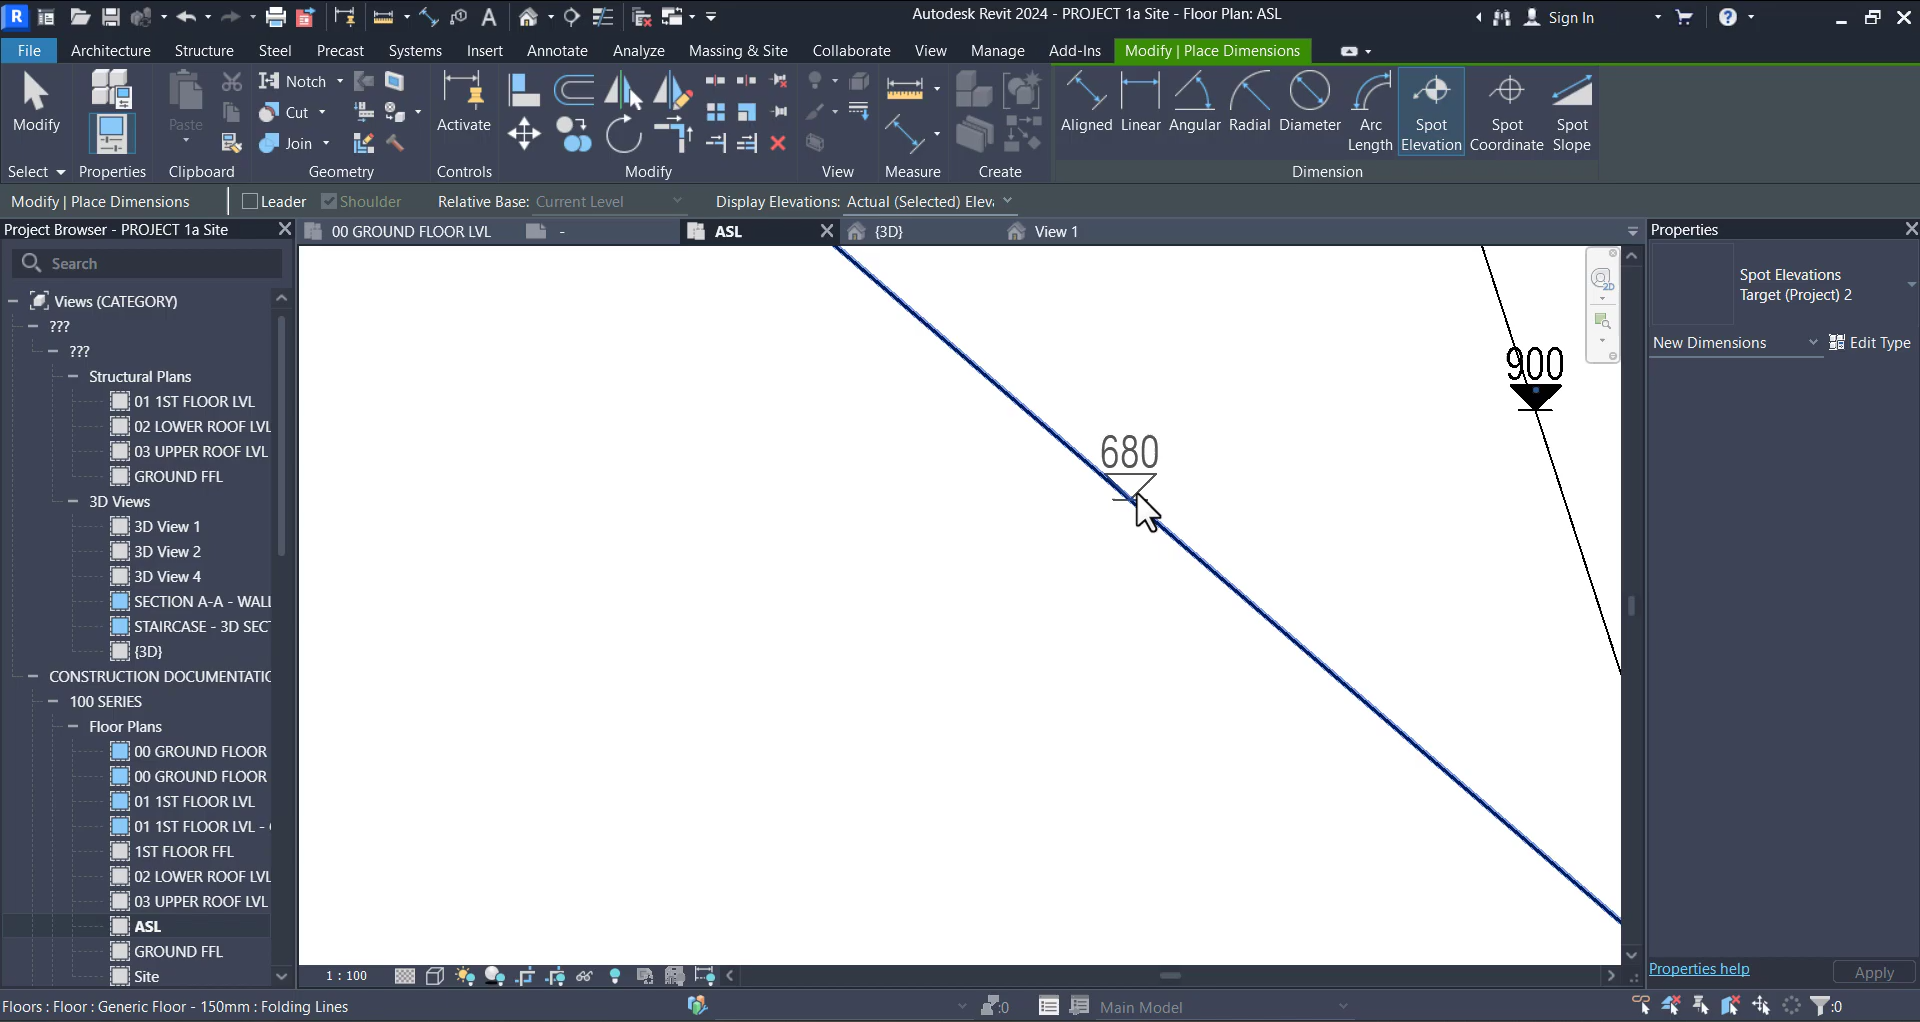 Autodesk Revit 2024 - PROJECT 1a Site - Floor Plan: ASL
Sign In
File Architecture Structure Steel Precast Systems Insert Annotate Analyze Massing & Site Collaborate View Manage Add-Ins Modify | Place Dimensions
Modify Paste Notch Cut Join Activate Aligned Linear Angular Radial Diameter Arc Length Spot Elevation Spot Coordinate Spot Slope
Select Properties Clipboard Geometry Controls Modify View Measure Create Dimension
Modify | Place Dimensions Leader Shoulder Relative Base: Current Level Display Elevations: Actual (Selected) Elev
Project Browser - PROJECT 1a Site
00 GROUND FLOOR LVL - ASL {3D} View 1
Properties
Search
Views (CATEGORY)
???
???
Structural Plans
01 1ST FLOOR LVL
02 LOWER ROOF LVL
03 UPPER ROOF LVL
GROUND FFL
3D Views
3D View 1
3D View 2
3D View 4
SECTION A-A - WALL
STAIRCASE - 3D SECT
{3D}
CONSTRUCTION DOCUMENTATIO
100 SERIES
Floor Plans
00 GROUND FLOOR
00 GROUND FLOOR
01 1ST FLOOR LVL
01 1ST FLOOR LVL -
1ST FLOOR FFL
02 LOWER ROOF LVL
03 UPPER ROOF LVL
ASL
GROUND FFL
Site
680
900
2D
Spot Elevations
Target (Project) 2
New Dimensions Edit Type
Properties help
Apply
1 : 100
Floors : Floor : Generic Floor - 150mm : Folding Lines
:0
Main Model
:0